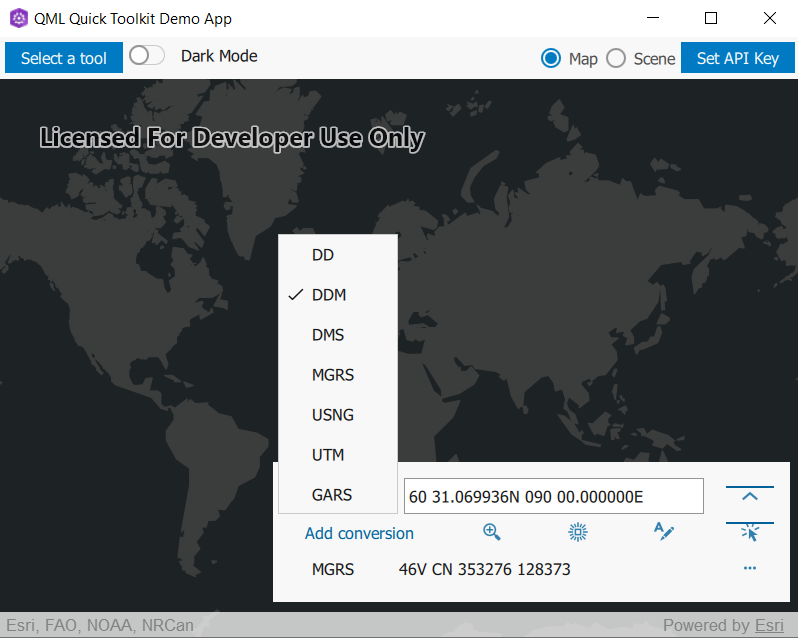 QML Quick Toolkit Demo App
Select a tool
Dark Mode
Map
Scene
Set API Key
Licensed For Developer Use Only
DD
DDM
DMS
MGRS
USNG
UTM
GARS
60 31.069936N 090 00.000000E
Add conversion
A
MGRS 46V CN 353276 128373
Esri, FAO, NOAA, NRCan
Powered by Esri